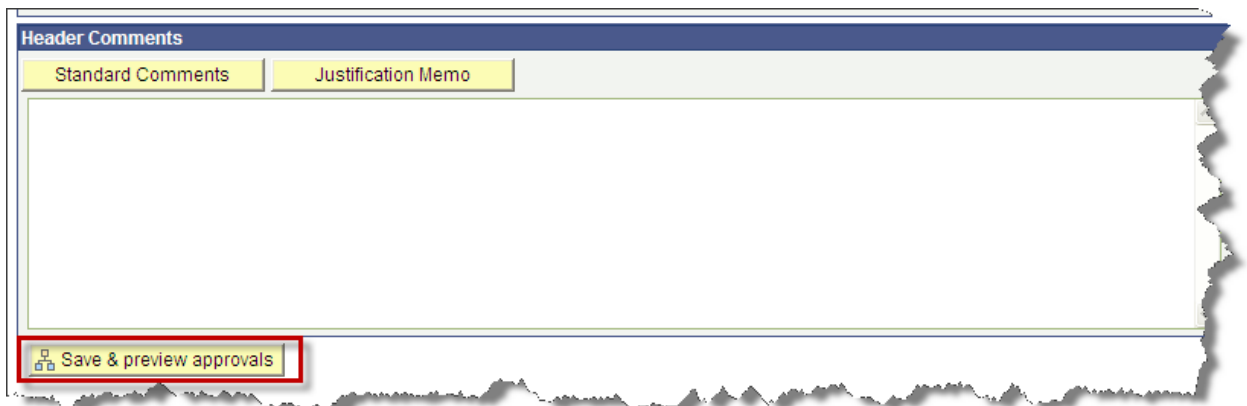 Header Comments
Standard Comments Justification Memo
Save & preview approvals